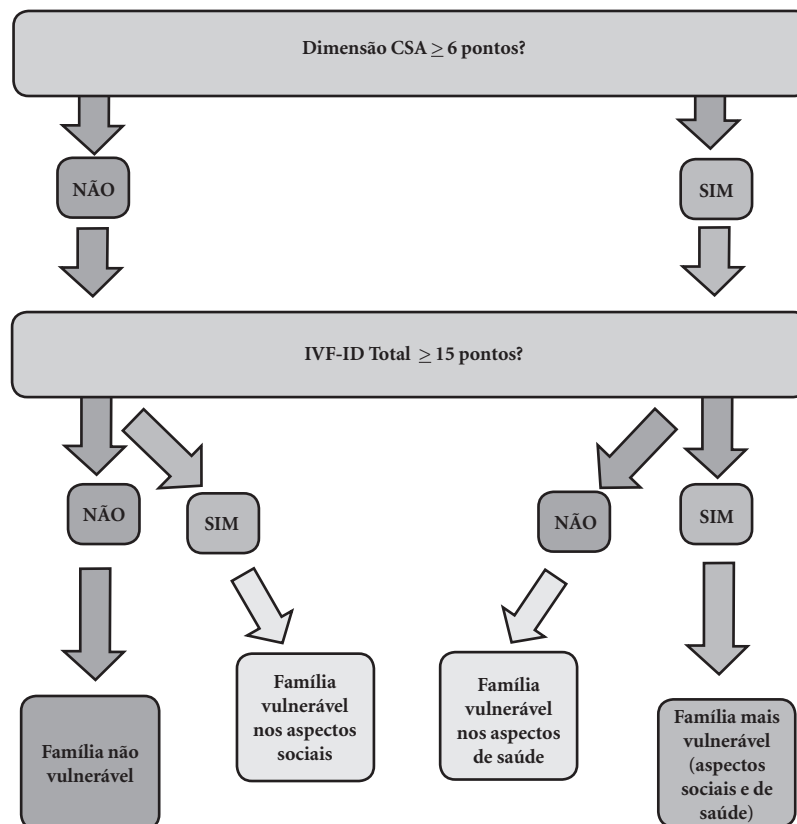 Dimensão CSA ≥ 6 pontos?
NÃO
SIM
IVF-ID Total ≥ 15 pontos?
NÃO
SIM
NÃO
SIM
Família não
vulnerável
Família
vulnerável
nos aspectos
sociais
Família
vulnerável
nos aspectos
de saúde
Família mais
vulnerável
(aspectos
sociais e de
saúde)